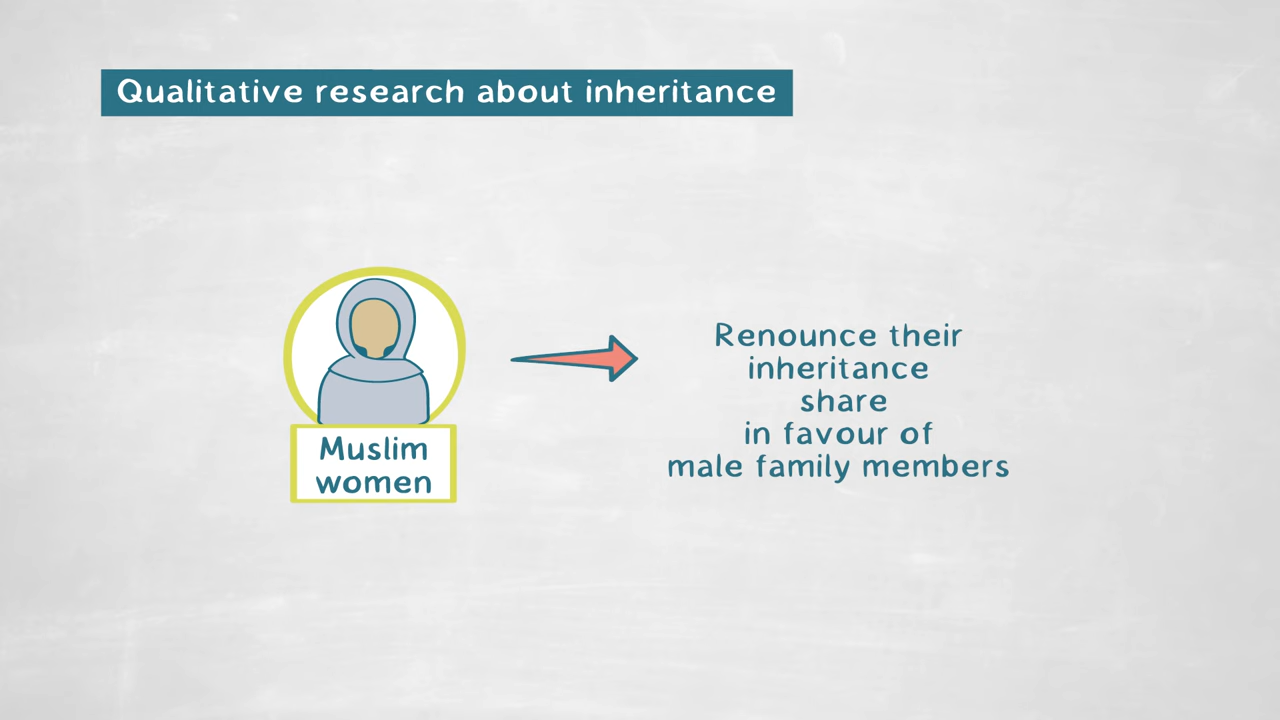 Qualitative research about inheritance
Muslim
women
Renounce their
inheritance
share
in favour of
male family members